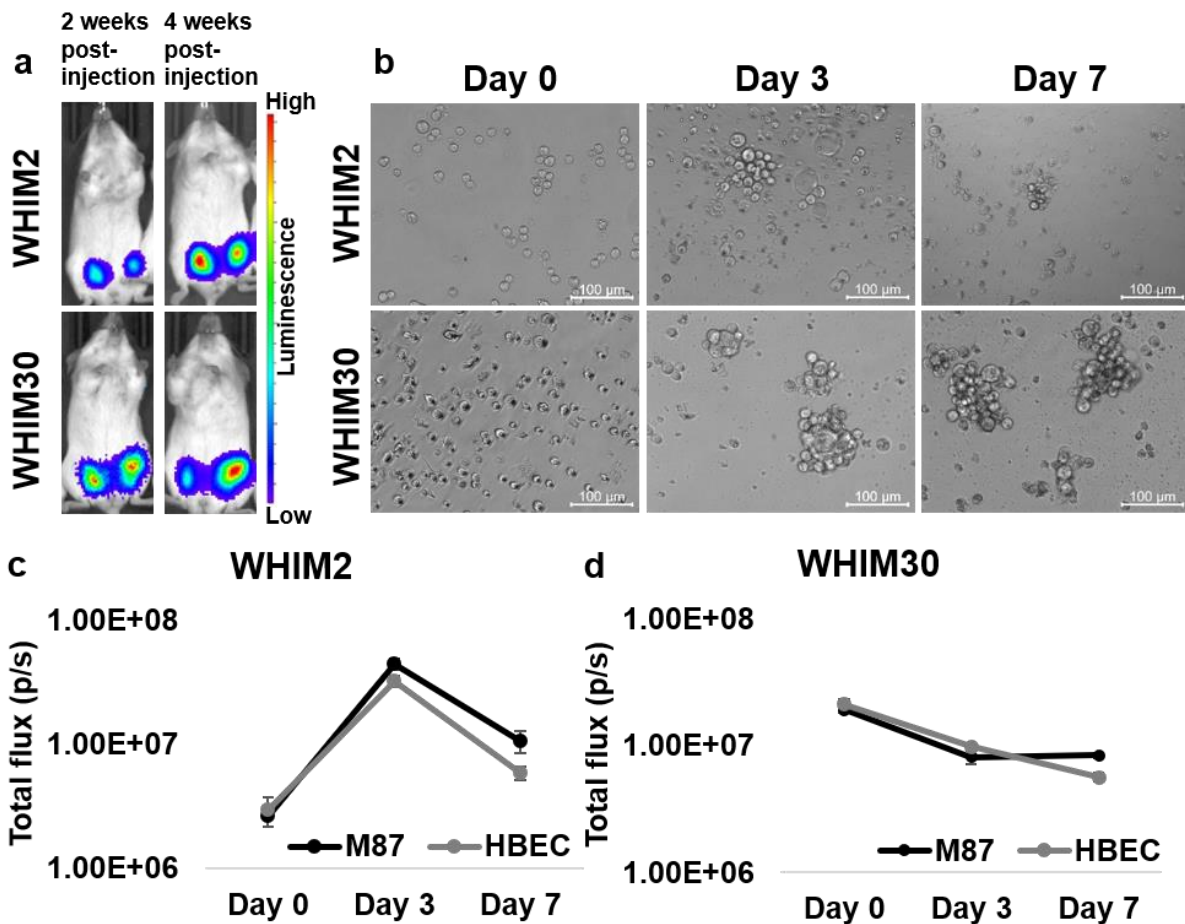 2 weeks
post-
injection
4 weeks
post-
injection
a
WHIM2
WHIM30
High
Luminescence
Low
b
Day 0
Day 3
Day 7
WHIM2
WHIM30
100 µm
100 µm
100 µm
100 µm
100 µm
100 µm
c
WHIM2
Total flux (p/s)
1.00E+08
1.00E+07
1.00E+06
M87
HBEC
Day 0
Day 3
Day 7
d
WHIM30
Total flux (p/s)
1.00E+08
1.00E+07
1.00E+06
M87
HBEC
Day 0
Day 3
Day 7